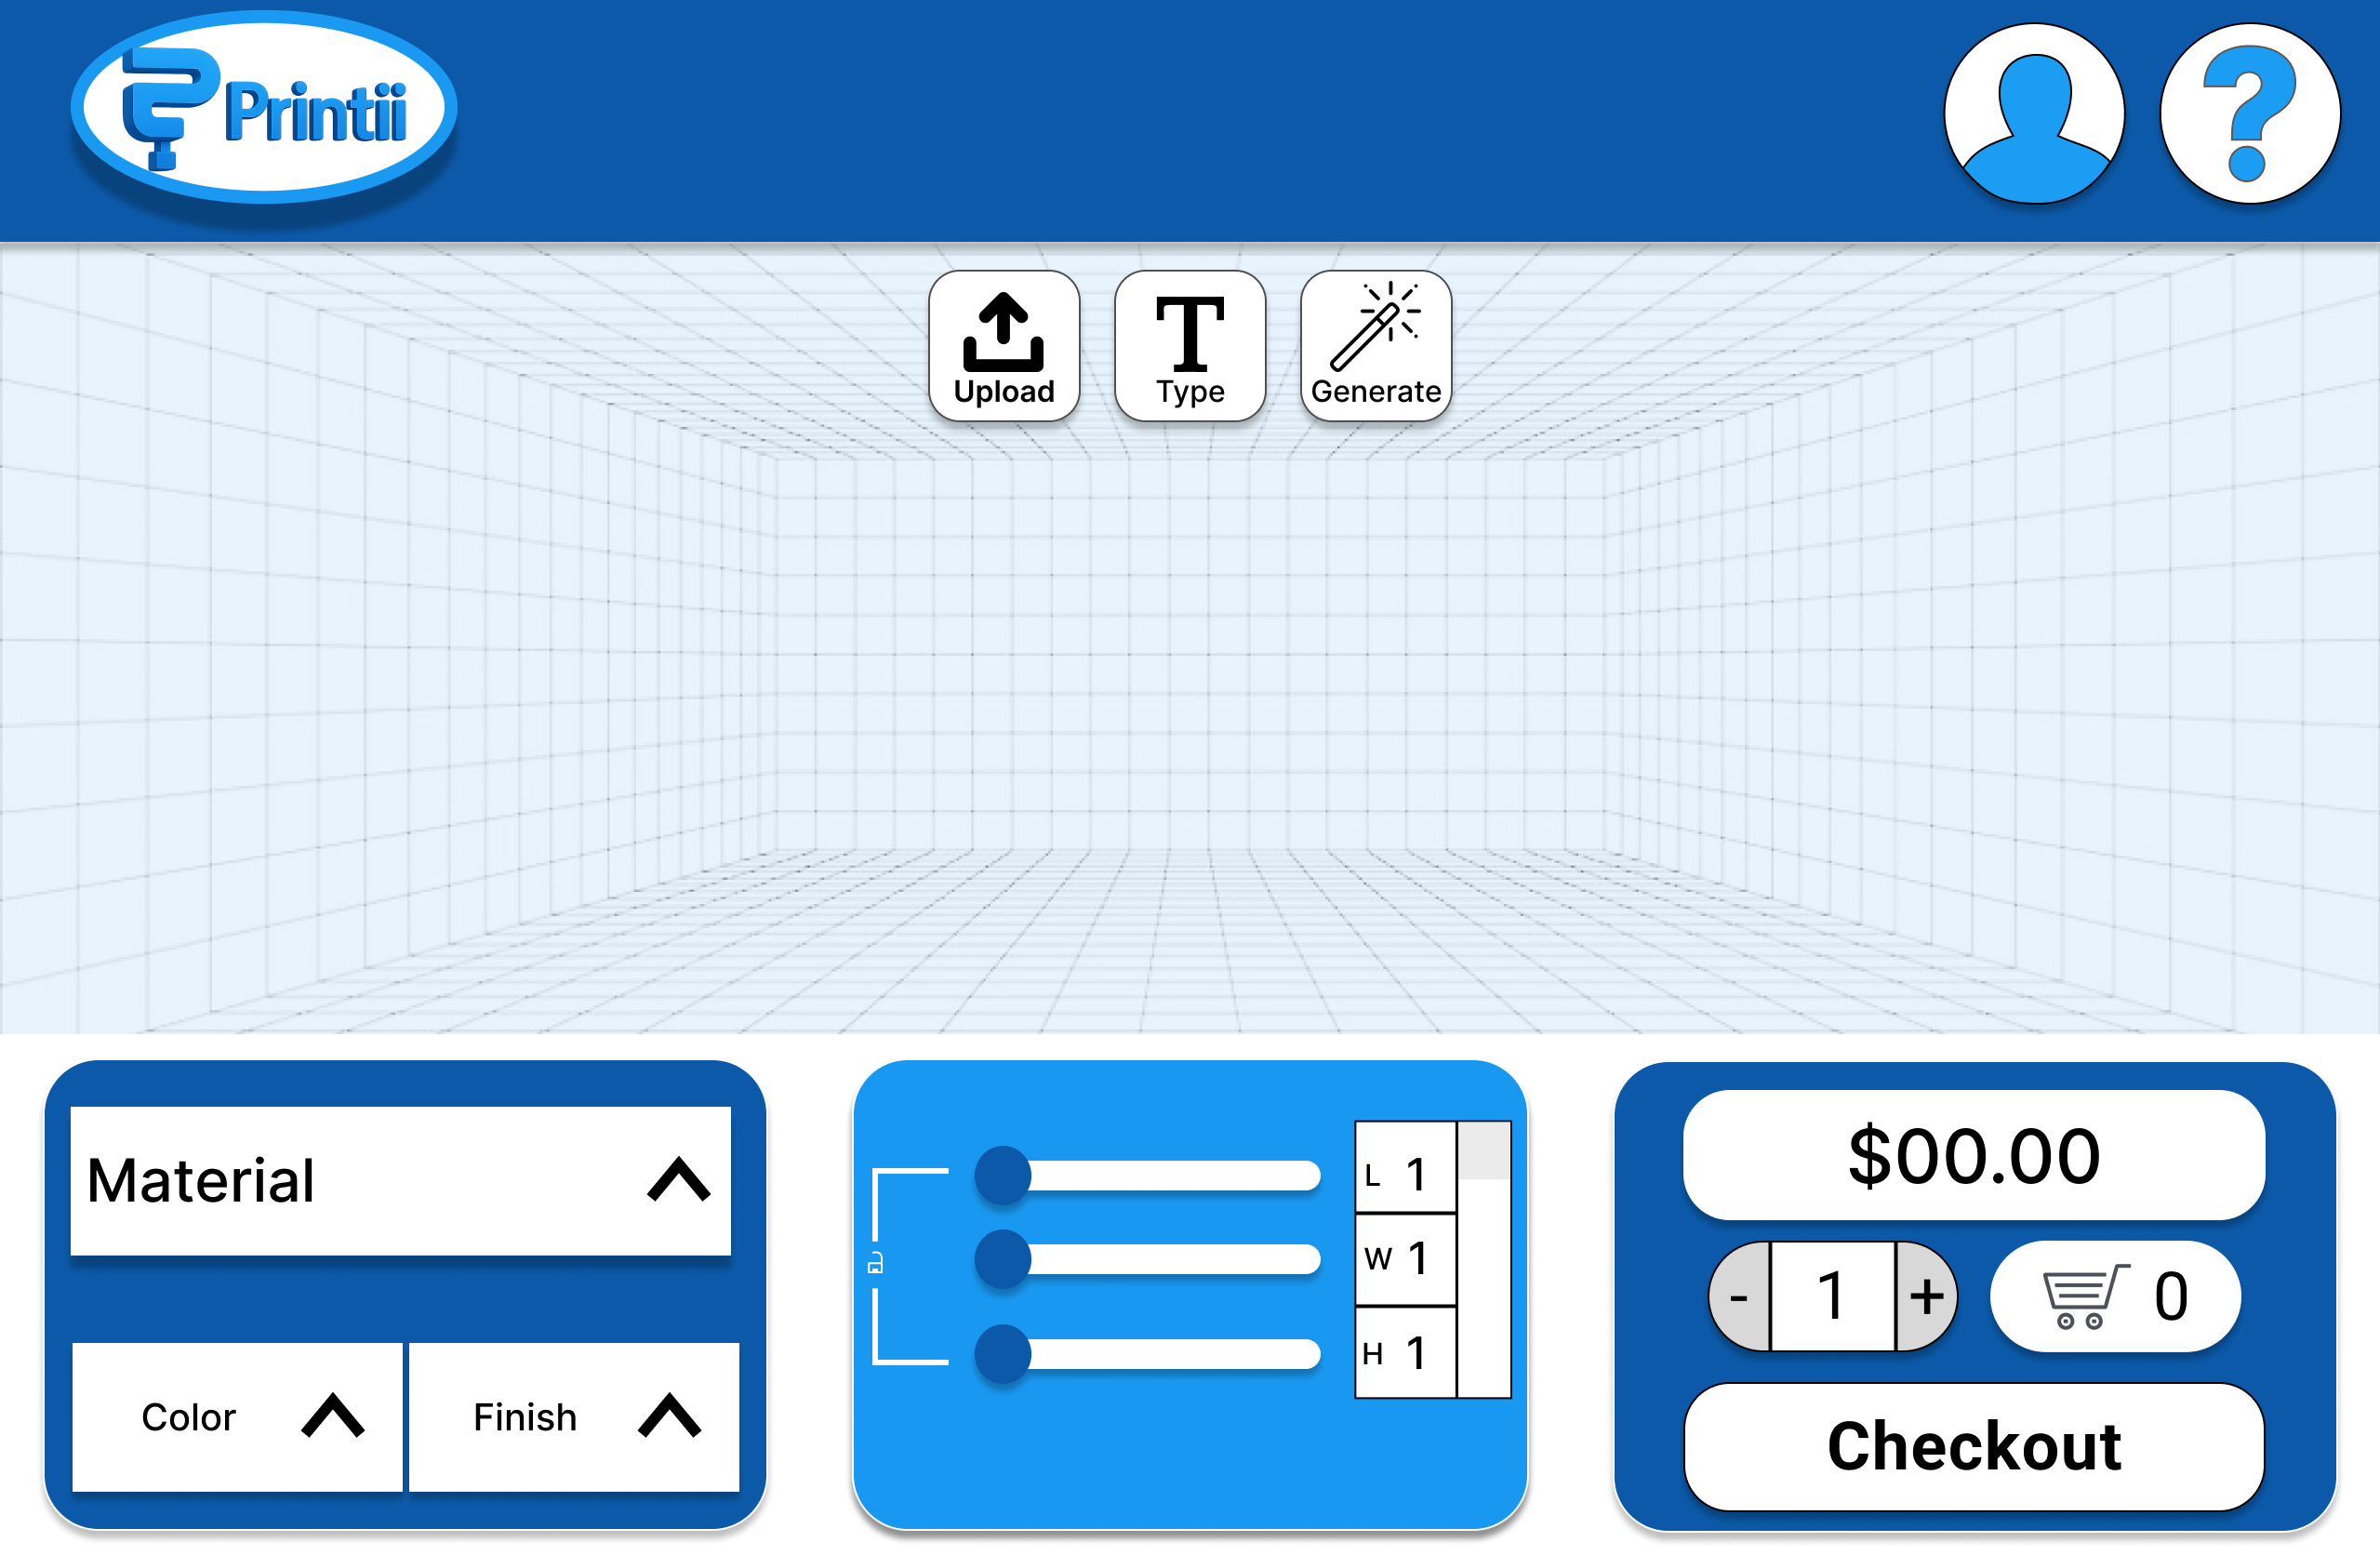 Printii
?
Upload
Type
Generate
Material
Color
Finish
L 1
W 1
H 1
$00.00
- 1 +
0
Checkout